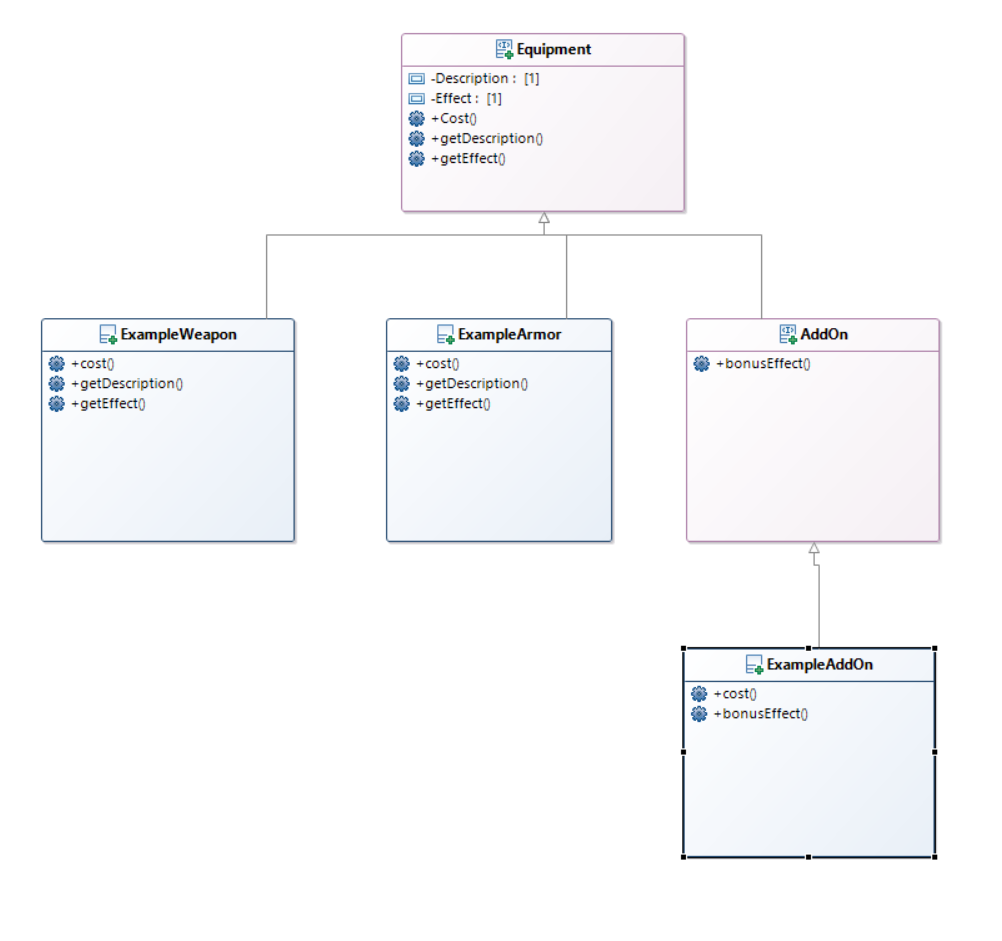 Equipment
-Description : [1]
-Effect : [1]
+Cost()
+getDescription()
+getEffect()
ExampleWeapon
+cost()
+getDescription()
+getEffect()
ExampleArmor
+cost()
+getDescription()
+getEffect()
AddOn
+bonusEffect()
ExampleAddOn
+cost()
+bonusEffect()